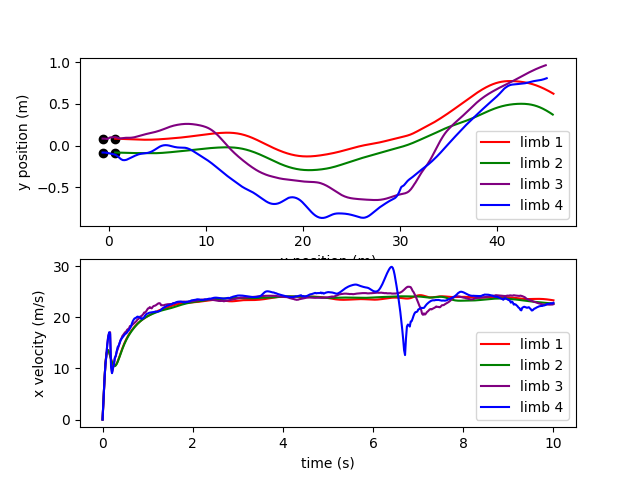 1.0
0.5
0.0
−0.5
y position (m)
limb 1
limb 2
limb 3
limb 4
0 10 20 30 40
x position (m)
30
20
10
0
x velocity (m/s)
limb 1
limb 2
limb 3
limb 4
0 2 4 6 8 10
time (s)